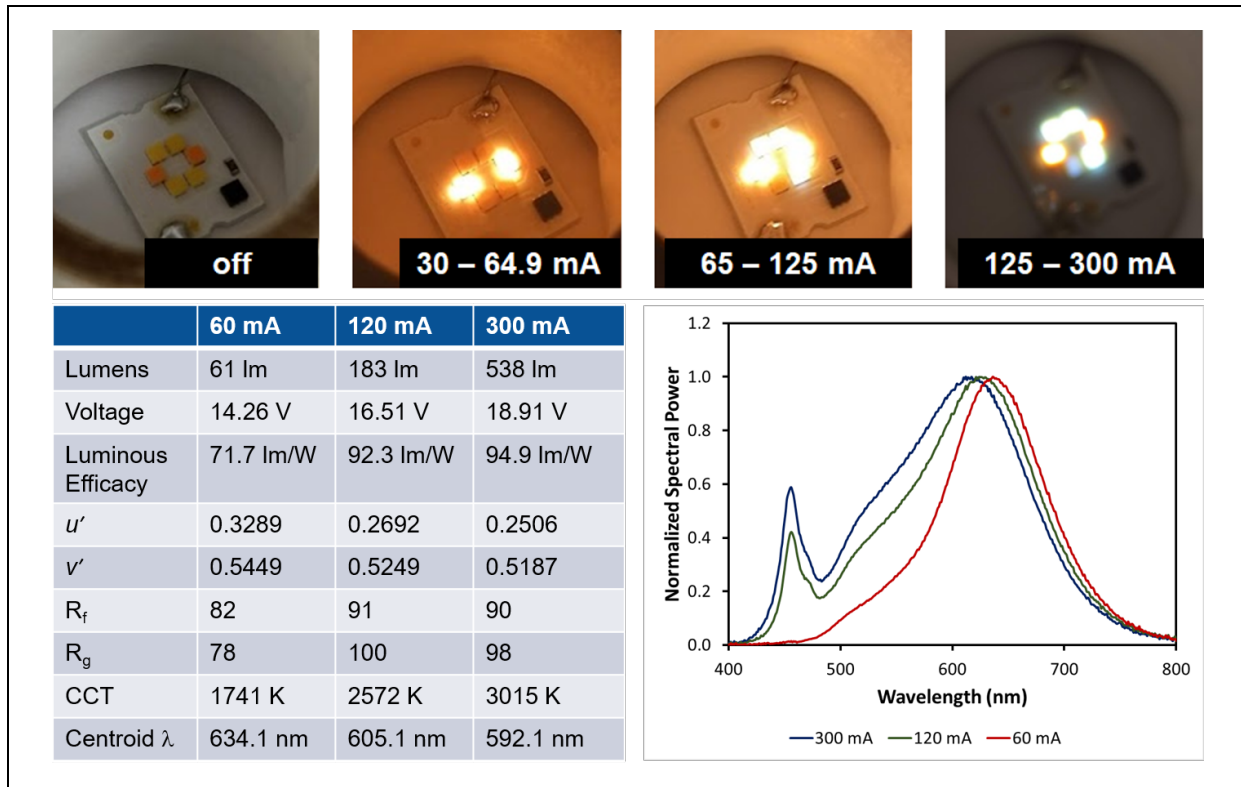 off
30 – 64.9 mA
65 – 125 mA
125 – 300 mA
60 mA 120 mA 300 mA
Lumens 61 lm 183 lm 538 lm
Voltage 14.26 V 16.51 V 18.91 V
Luminous
Efficacy 71.7 lm/W 92.3 lm/W 94.9 lm/W
u′ 0.3289 0.2692 0.2506
v′ 0.5449 0.5249 0.5187
Rf 82 91 90
Rg 78 100 98
CCT 1741 K 2572 K 3015 K
Centroid λ 634.1 nm 605.1 nm 592.1 nm
Normalized Spectral Power
1.2
1.0
0.8
0.6
0.4
0.2
0.0
400 500 600 700 800
Wavelength (nm)
300 mA 120 mA 60 mA